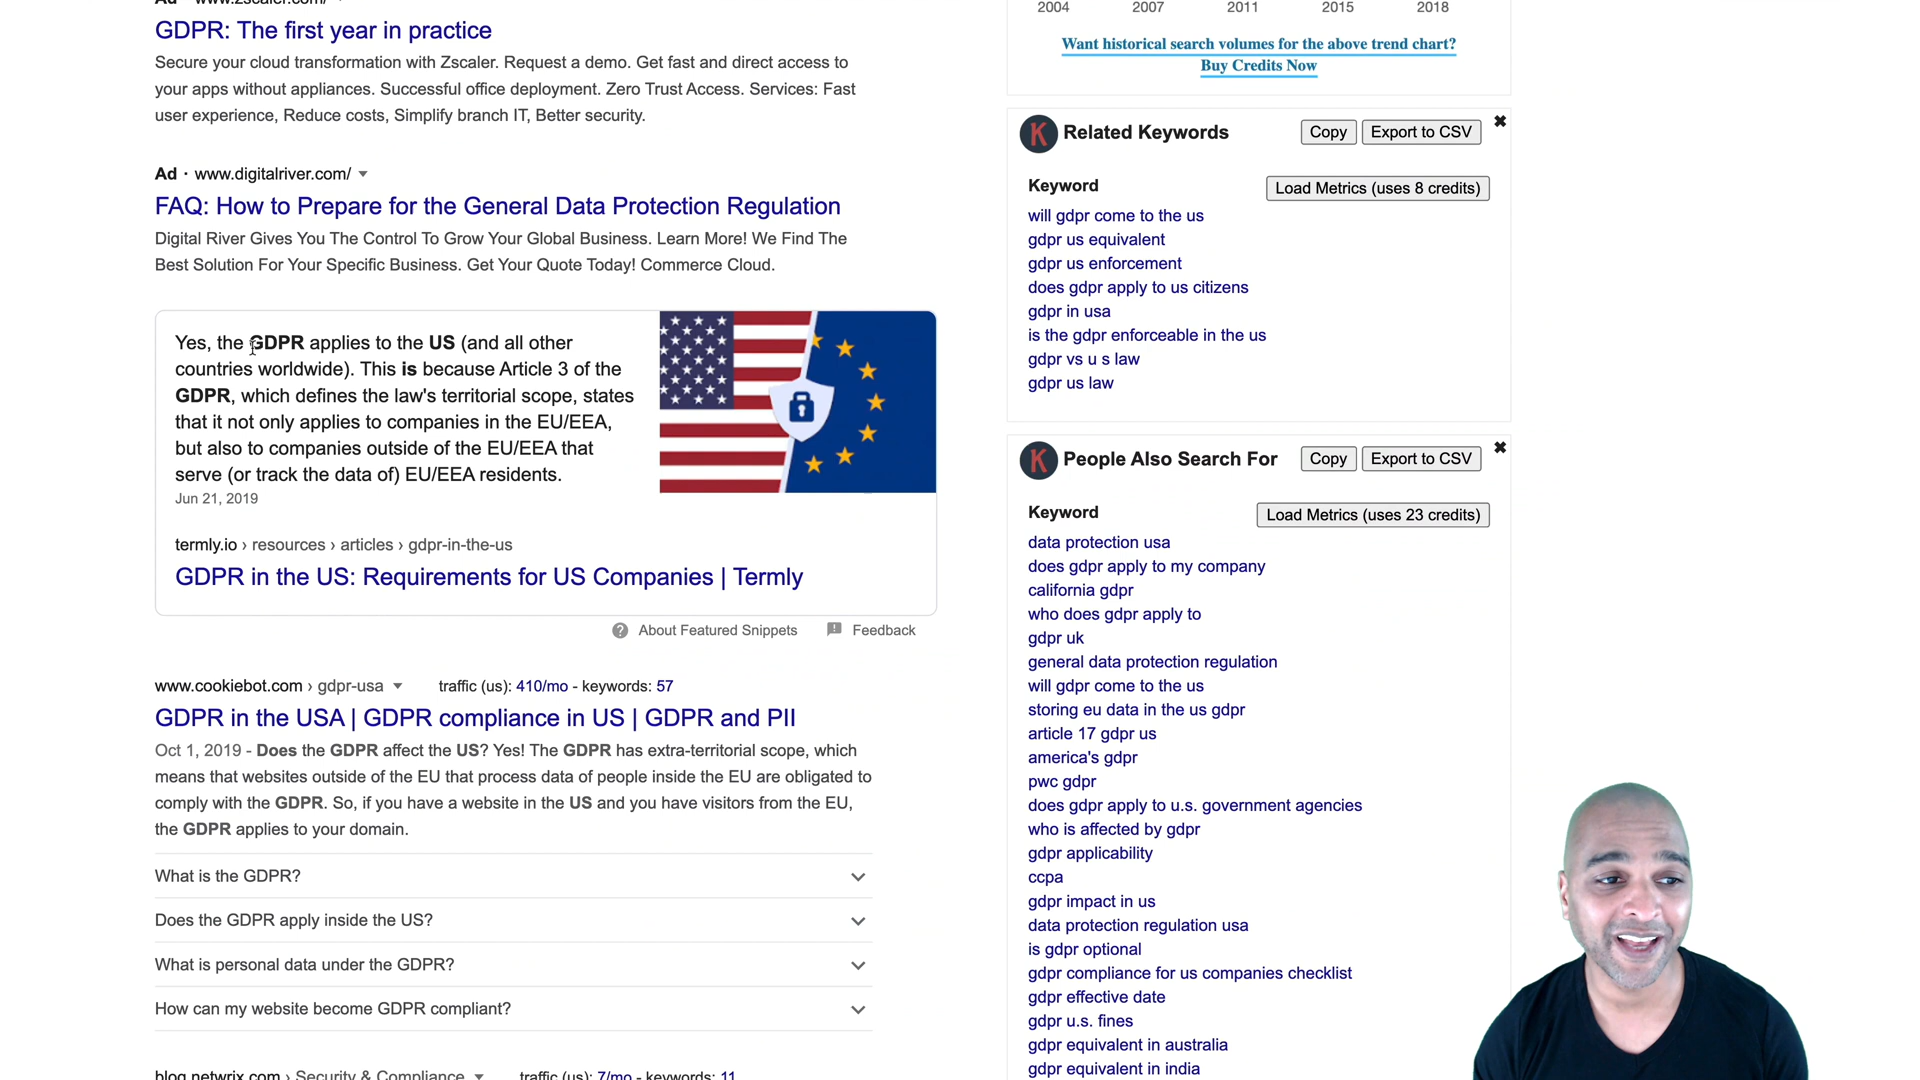 Ad · www.zscaler.com/
GDPR: The first year in practice
Secure your cloud transformation with Zscaler. Request a demo. Get fast and direct access to
your apps without appliances. Successful office deployment. Zero Trust Access. Services: Fast
user experience, Reduce costs, Simplify branch IT, Better security.
Ad · www.digitalriver.com/
FAQ: How to Prepare for the General Data Protection Regulation
Digital River Gives You The Control To Grow Your Global Business. Learn More! We Find The
Best Solution For Your Specific Business. Get Your Quote Today! Commerce Cloud.
Yes, the GDPR applies to the US (and all other
countries worldwide). This is because Article 3 of the
GDPR, which defines the law's territorial scope, states
that it not only applies to companies in the EU/EEA,
but also to companies outside of the EU/EEA that
serve (or track the data of) EU/EEA residents.
Jun 21, 2019
termly.io › resources › articles › gdpr-in-the-us
GDPR in the US: Requirements for US Companies | Termly
About Featured Snippets
Feedback
www.cookiebot.com › gdpr-usa
traffic (us): 410/mo - keywords: 57
GDPR in the USA | GDPR compliance in US | GDPR and PII
Oct 1, 2019 - Does the GDPR affect the US? Yes! The GDPR has extra-territorial scope, which
means that websites outside of the EU that process data of people inside the EU are obligated to
comply with the GDPR. So, if you have a website in the US and you have visitors from the EU,
the GDPR applies to your domain.
What is the GDPR?
Does the GDPR apply inside the US?
What is personal data under the GDPR?
How can my website become GDPR compliant?
blog.netwrix.com › Security & Compliance
traffic (us): 7/mo - keywords: 11
2004 2007 2011 2015 2018
Want historical search volumes for the above trend chart?
Buy Credits Now
K Related Keywords
Copy
Export to CSV
Keyword
Load Metrics (uses 8 credits)
will gdpr come to the us
gdpr us equivalent
gdpr us enforcement
does gdpr apply to us citizens
gdpr in usa
is the gdpr enforceable in the us
gdpr vs u s law
gdpr us law
K People Also Search For
Copy
Export to CSV
Keyword
Load Metrics (uses 23 credits)
data protection usa
does gdpr apply to my company
california gdpr
who does gdpr apply to
gdpr uk
general data protection regulation
will gdpr come to the us
storing eu data in the us gdpr
article 17 gdpr us
america's gdpr
pwc gdpr
does gdpr apply to u.s. government agencies
who is affected by gdpr
gdpr applicability
ccpa
gdpr impact in us
data protection regulation usa
is gdpr optional
gdpr compliance for us companies checklist
gdpr effective date
gdpr u.s. fines
gdpr equivalent in australia
gdpr equivalent in india